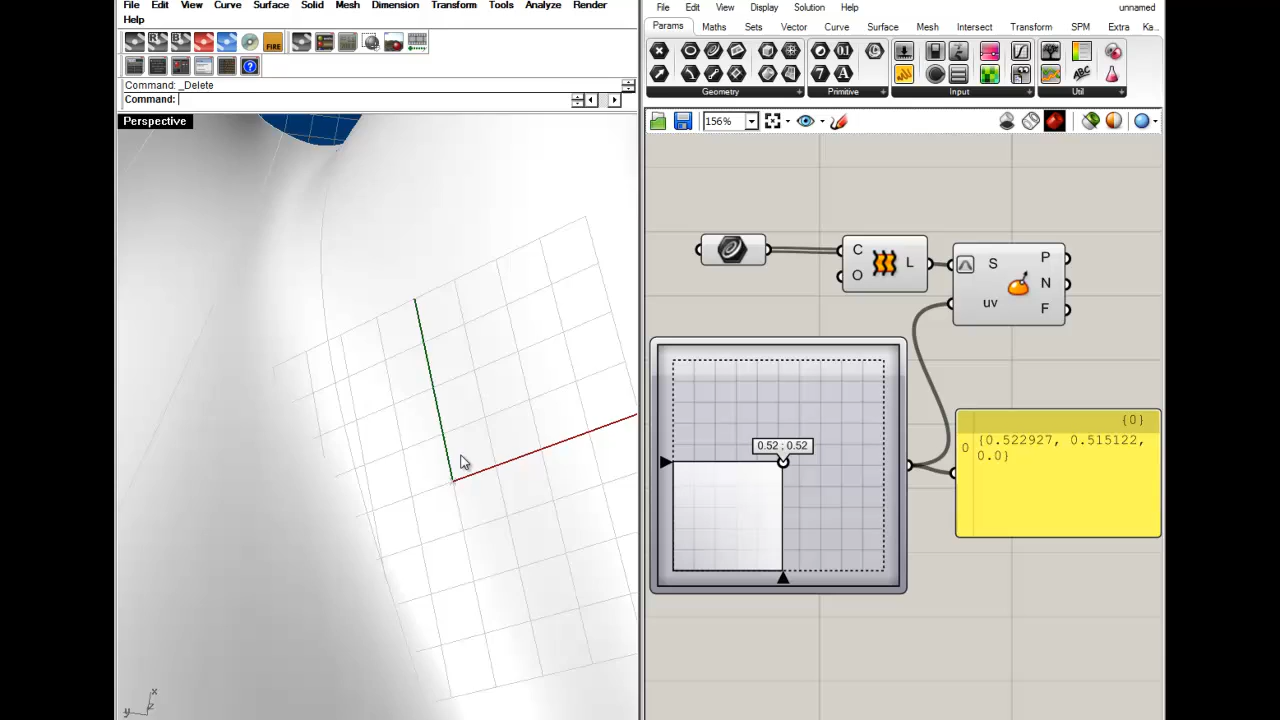 File Edit View Curve Surface Solid Mesh Dimension Transform Tools Analyze Render
Help
FIRE
Command: _Delete
Command:
Perspective
x
y
z
File Edit View Display Solution Help unnamed
Params Maths Sets Vector Curve Surface Mesh Intersect Transform SPM Extra Ka...
Geometry Primitive Input Util
156%
C
O
L
S
uv
P
N
F
0.52 ; 0.52
{0}
0 {0.522927, 0.515122,
0.0}